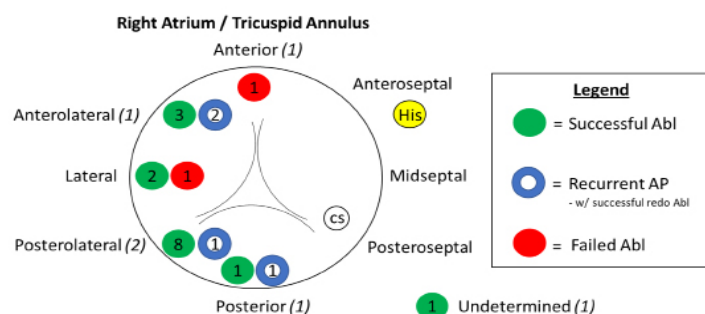 Right Atrium / Tricuspid Annulus
Anterior (1)
1
Anteroseptal
His
Anterolateral (1)
3
2
Lateral
2
1
Midseptal
cs
Posterolateral (2)
8
1
Posteroseptal
1
1
Posterior (1)
1
Undetermined (1)
Legend
= Successful Abl
= Recurrent AP
- w/ successful redo Abl
= Failed Abl